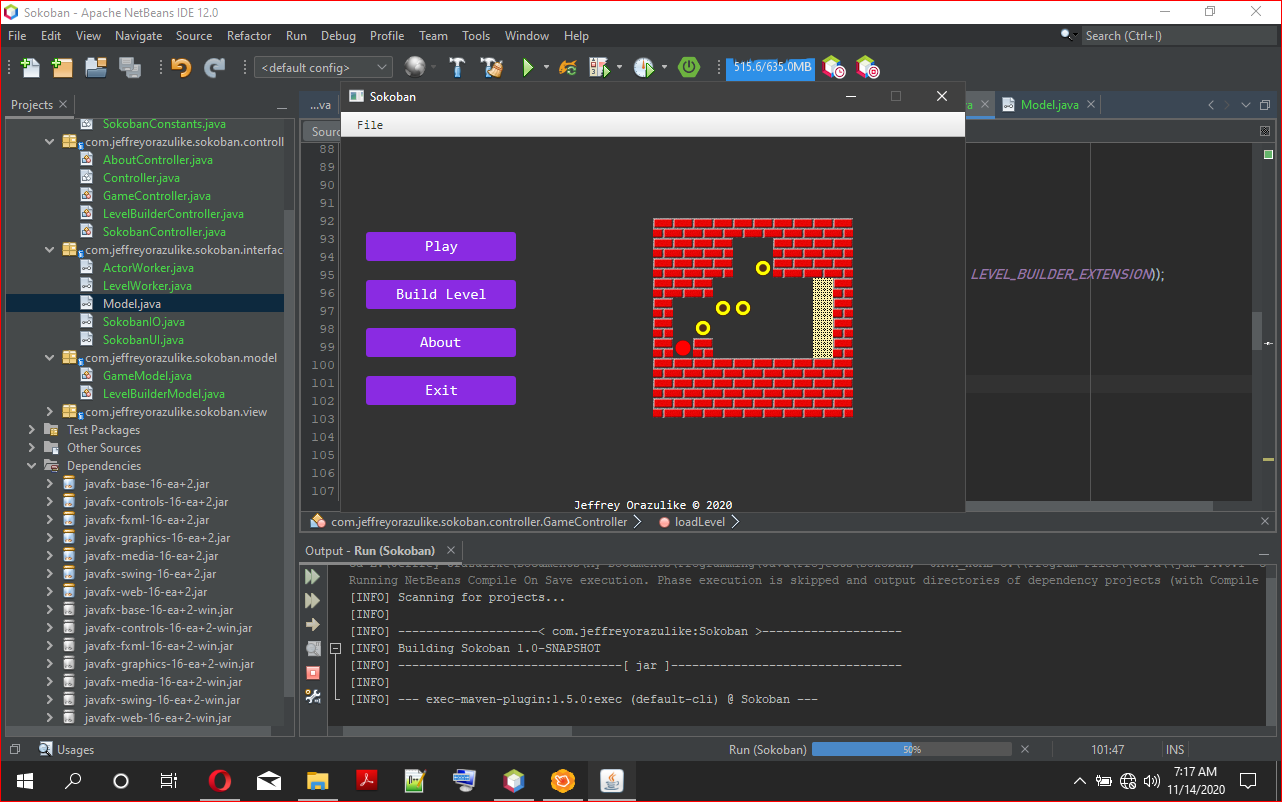 Sokoban - Apache NetBeans IDE 12.0
File Edit View Navigate Source Refactor Run Debug Profile Team Tools Window Help
Search (Ctrl+I)
<default config>
515.6/635.0MB
Projects
SokobanConstants.java
com.jeffreyorazulike.sokoban.controll
AboutController.java
Controller.java
GameController.java
LevelBuilderController.java
SokobanController.java
com.jeffreyorazulike.sokoban.interfac
ActorWorker.java
LevelWorker.java
Model.java
SokobanIO.java
SokobanUI.java
com.jeffreyorazulike.sokoban.model
GameModel.java
LevelBuilderModel.java
com.jeffreyorazulike.sokoban.view
Test Packages
Other Sources
Dependencies
javafx-base-16-ea+2.jar
javafx-controls-16-ea+2.jar
javafx-fxml-16-ea+2.jar
javafx-graphics-16-ea+2.jar
javafx-media-16-ea+2.jar
javafx-swing-16-ea+2.jar
javafx-web-16-ea+2.jar
javafx-base-16-ea+2-win.jar
javafx-controls-16-ea+2-win.jar
javafx-fxml-16-ea+2-win.jar
javafx-graphics-16-ea+2-win.jar
javafx-media-16-ea+2-win.jar
javafx-swing-16-ea+2-win.jar
javafx-web-16-ea+2-win.jar
...va
a
Model.java
Sourc
88
89
90
91
92
93
94
95
96
97
98
99
100
101
102
103
104
105
106
107
LEVEL_BUILDER_EXTENSION));
Sokoban
File
Play
Build Level
About
Exit
Jeffrey Orazulike © 2020
com.jeffreyorazulike.sokoban.controller.GameController
loadLevel
Output - Run (Sokoban)
Running NetBeans Compile On Save execution. Phase execution is skipped and output directories of dependency projects (with Compile
[INFO] Scanning for projects...
[INFO]
[INFO] --------------------< com.jeffreyorazulike:Sokoban >--------------------
[INFO] Building Sokoban 1.0-SNAPSHOT
[INFO] --------------------------------[ jar ]---------------------------------
[INFO]
[INFO] --- exec-maven-plugin:1.5.0:exec (default-cli) @ Sokoban ---
Usages
Run (Sokoban)
50%
101:47
INS
7:17 AM
11/14/2020